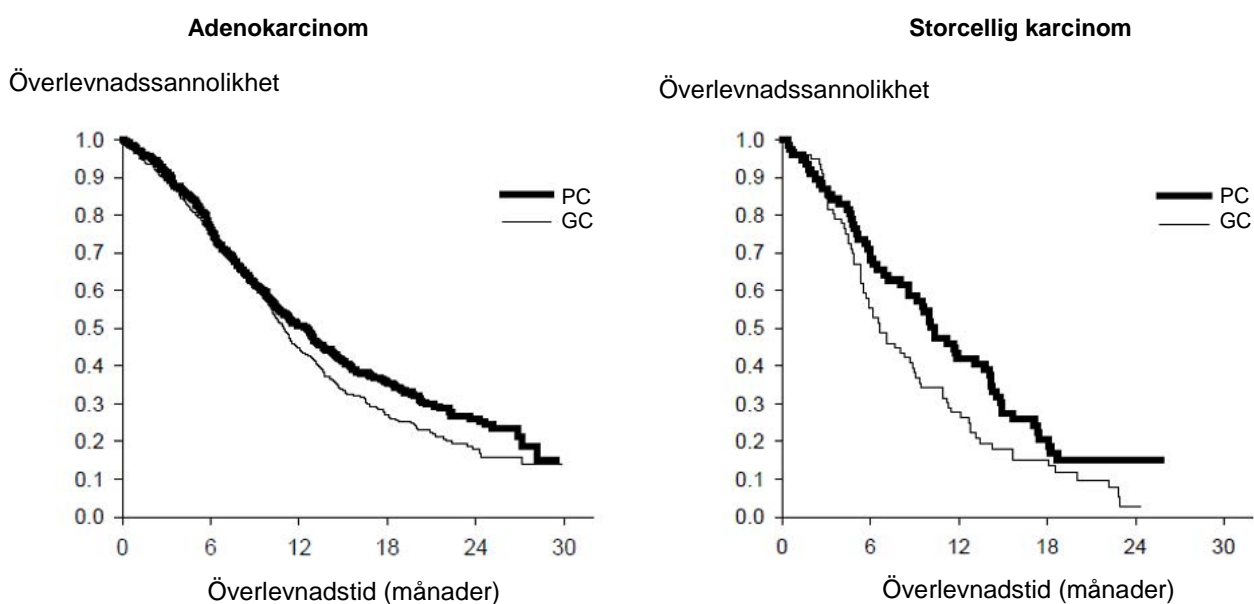 Adenokarcinom
Överlevnadssannolikhet
1.0
0.9
0.8
0.7
0.6
0.5
0.4
0.3
0.2
0.1
0.0
PC
GC
0 6 12 18 24 30
Överlevnadstid (månader)
Storcellig karcinom
Överlevnadssannolikhet
1.0
0.9
0.8
0.7
0.6
0.5
0.4
0.3
0.2
0.1
0.0
PC
GC
0 6 12 18 24 30
Överlevnadstid (månader)